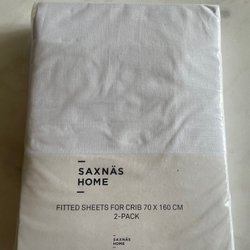 SAXNÄS
HOME
FITTED SHEETS FOR CRIB 70 X 160 CM
2-PACK
SAXNÄS
HOME